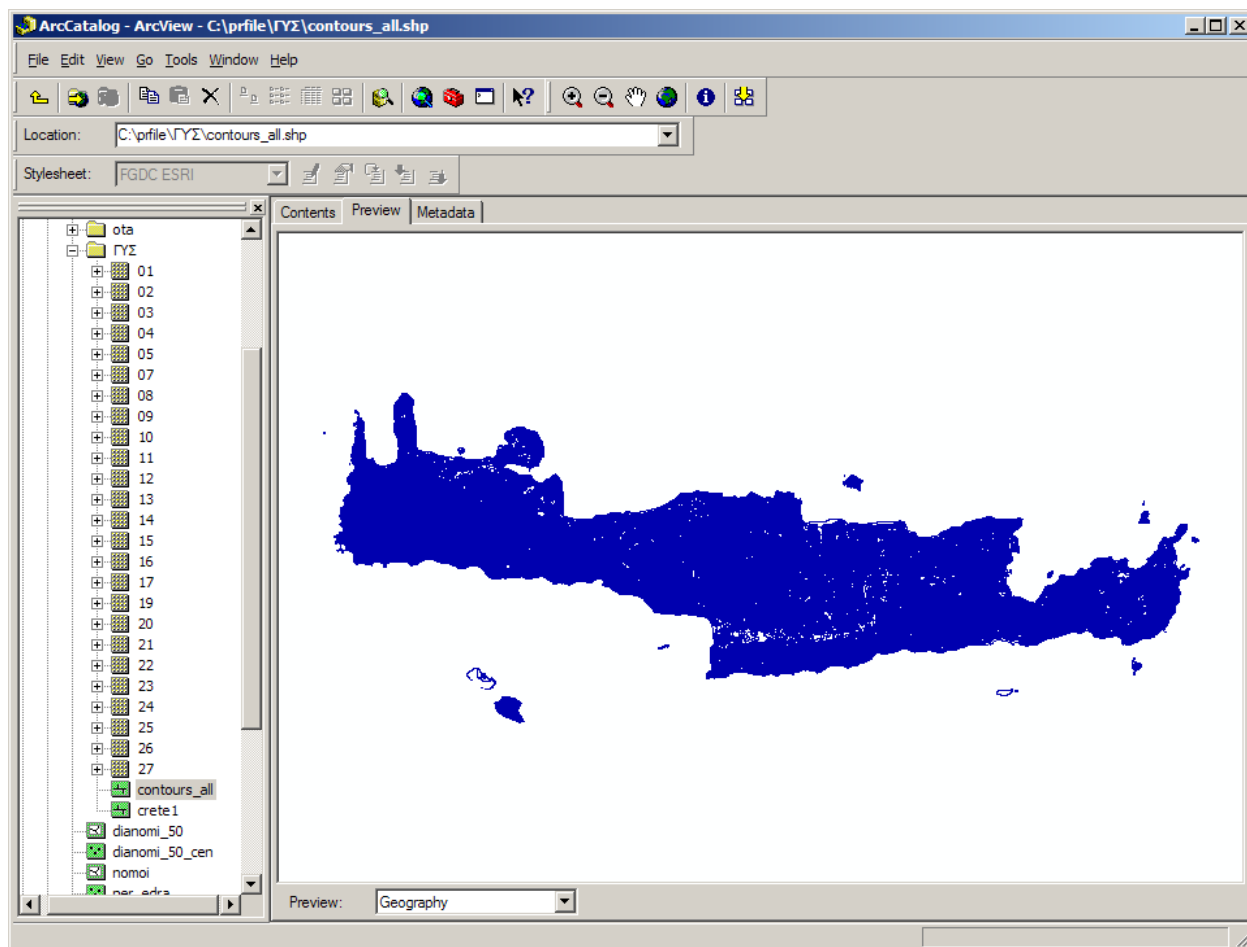 ArcCatalog - ArcView - C:\prfile\ΓΥΣ\contours_all.shp
File Edit View Go Tools Window Help
Location: C:\prfile\ΓΥΣ\contours_all.shp
Stylesheet: FGDC ESRI
Contents Preview Metadata
ota
ΓΥΣ
01
02
03
04
05
07
08
09
10
11
12
13
14
15
16
17
19
20
21
22
23
24
25
26
27
contours_all
crete1
dianomi_50
dianomi_50_cen
nomoi
per_edra
Preview: Geography